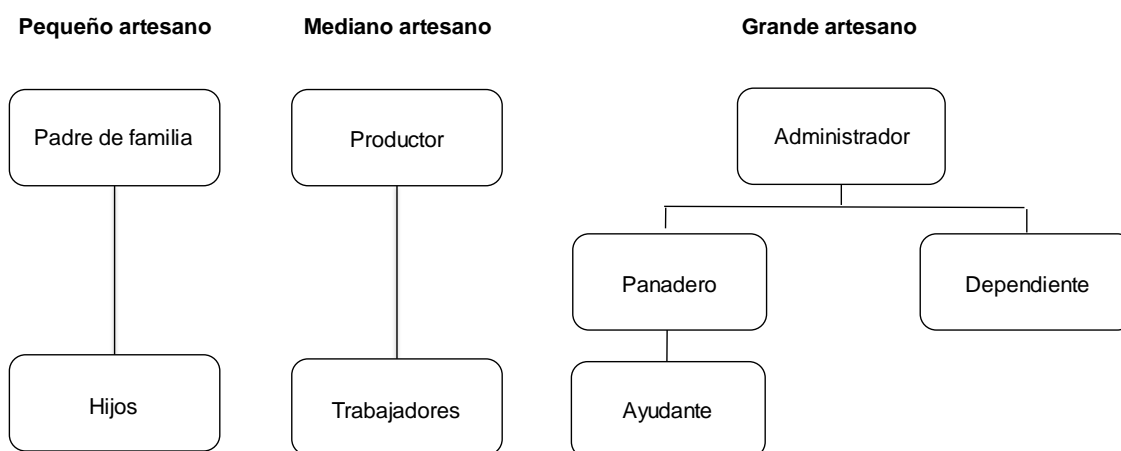 Pequeño artesano
Mediano artesano
Grande artesano
Padre de familia
Productor
Administrador
Panadero
Dependiente
Hijos
Trabajadores
Ayudante